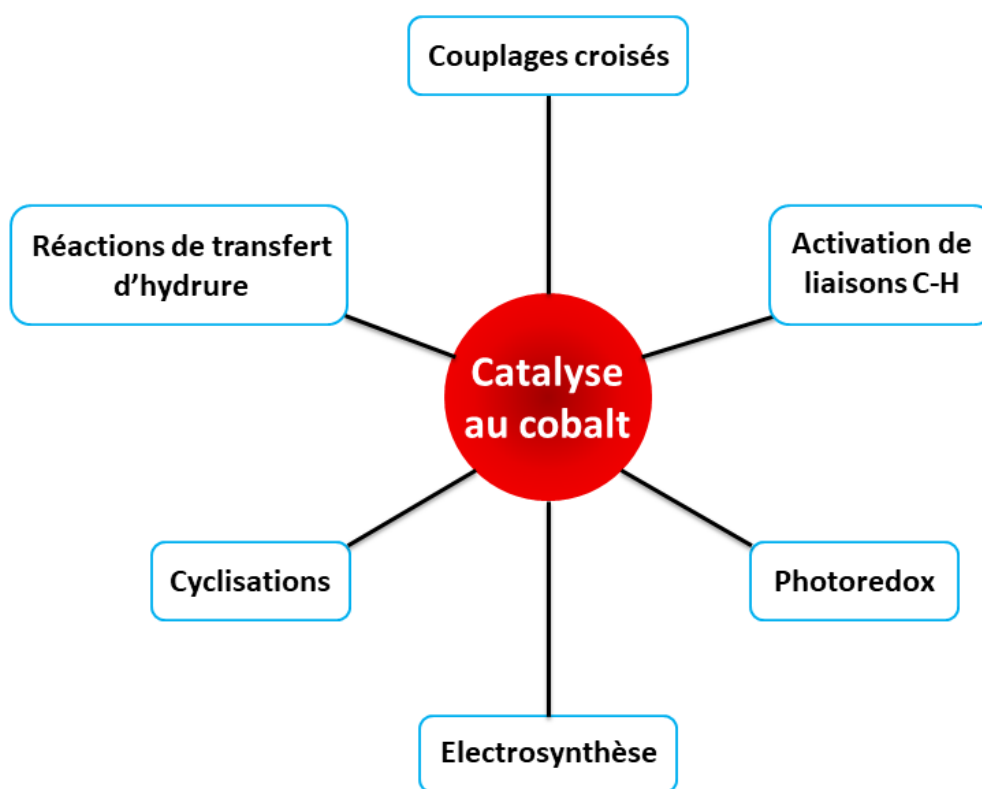 Couplages croisés
Réactions de transfert
d’hydrure
Activation de
liaisons C-H
Catalyse
au cobalt
Cyclisations
Photoredox
Electrosynthèse